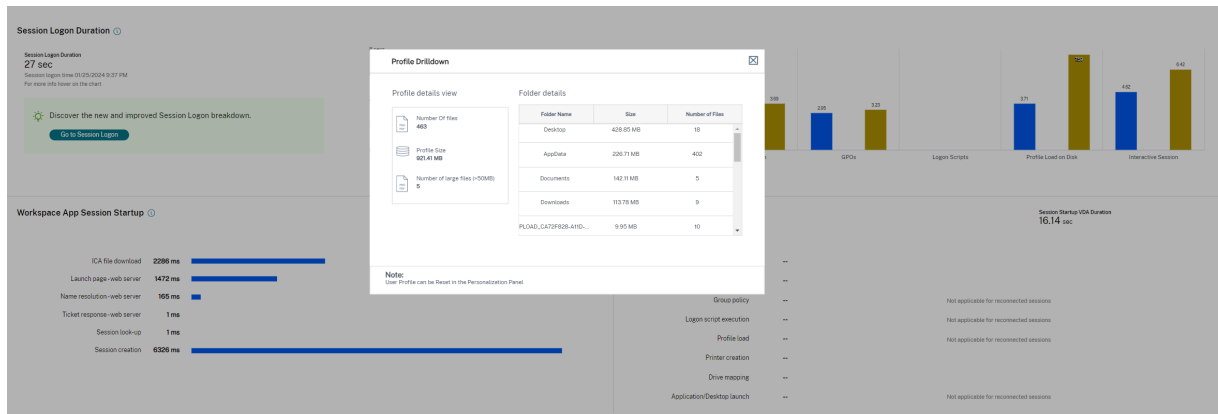 Session Logon Duration
Session Logon Duration
27 sec
Session logon time 01/25/2024 9:37 PM
For more info hover on the chart
Discover the new and improved Session Logon breakdown.
Go to Session Logon
Profile Drilldown
Profile details view
Number Of files
463
Profile Size
921.41 MB
Number of large files (>50MB)
5
Folder details
Folder Name Size Number of Files
Desktop 428.85 MB 18
AppData 226.71 MB 402
Documents 142.11 MB 5
Downloads 113.78 MB 9
PLOAD_CA72F828-A11D-... 9.95 MB 10
Note:
User Profile can be Reset in the Personalization Panel
2.95
3.23
2.71
4.82
6.42
GPOs
Logon Scripts
Profile Load on Disk
Interactive Session
Workspace App Session Startup
ICA file download 2286 ms
Launch page-web server 1472 ms
Name resolution-web server 165 ms
Ticket response-web server 1 ms
Session look-up 1 ms
Session creation 6326 ms
Session Startup VDA Duration
16.14 sec
--
--
Group policy -- Not applicable for reconnected sessions
Logon script execution -- Not applicable for reconnected sessions
Profile load -- Not applicable for reconnected sessions
Printer creation --
Drive mapping --
Application/Desktop launch -- Not applicable for reconnected sessions